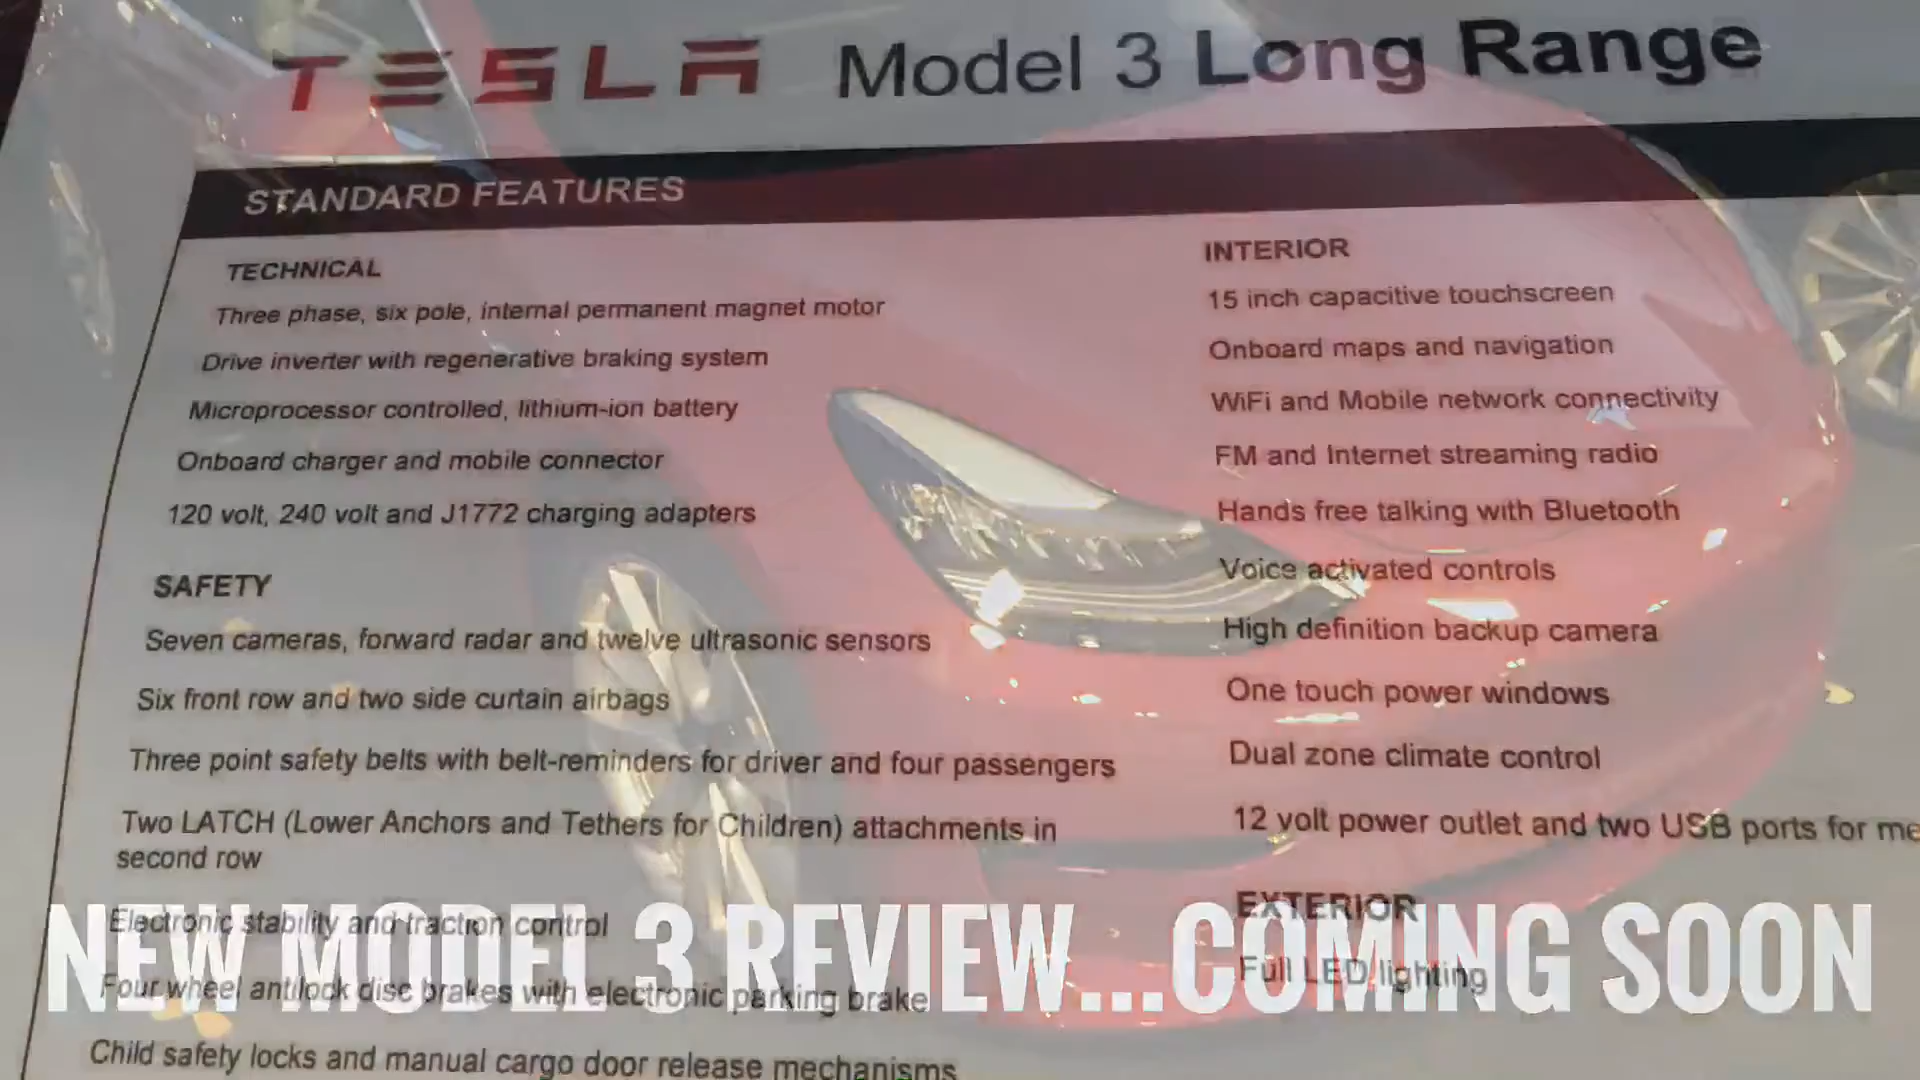 TESLA Model 3 Long Range
STANDARD FEATURES
TECHNICAL
Three phase, six pole, internal permanent magnet motor
Drive inverter with regenerative braking system
Microprocessor controlled, lithium-ion battery
Onboard charger and mobile connector
120 volt, 240 volt and J1772 charging adapters
SAFETY
Seven cameras, forward radar and twelve ultrasonic sensors
Six front row and two side curtain airbags
Three point safety belts with belt-reminders for driver and four passengers
Two LATCH (Lower Anchors and Tethers for Children) attachments in
second row
Electronic stability and traction control
Four wheel antilock disc brakes with electronic parking brake
Child safety locks and manual cargo door release mechanisms
INTERIOR
15 inch capacitive touchscreen
Onboard maps and navigation
WiFi and Mobile network connectivity
FM and Internet streaming radio
Hands free talking with Bluetooth
Voice activated controls
High definition backup camera
One touch power windows
Dual zone climate control
12 volt power outlet and two USB ports for me
EXTERIOR
Full LED lighting
NEW MODEL 3 REVIEW...COMING SOON